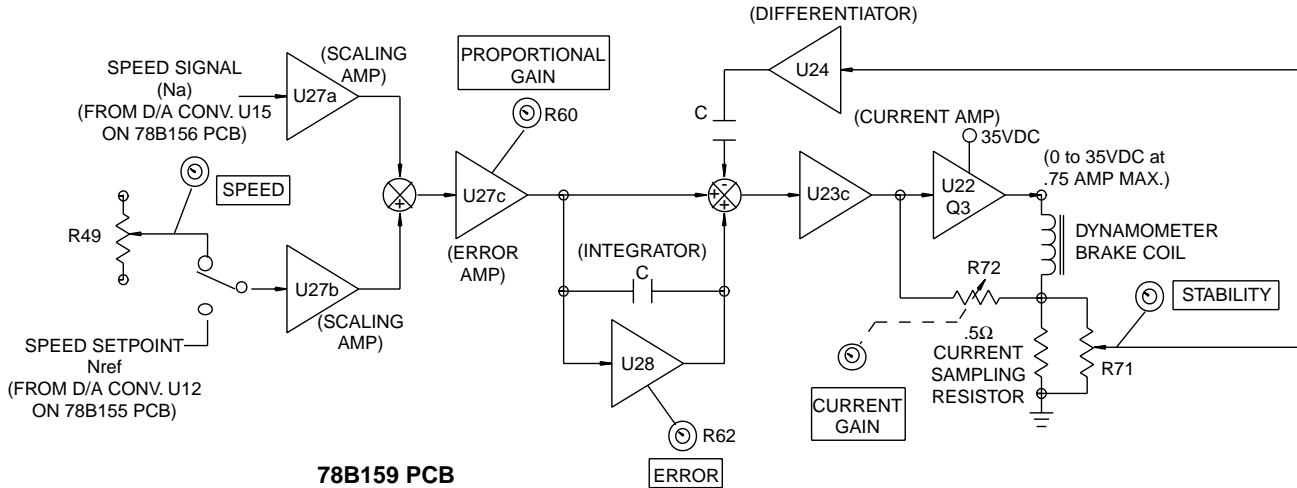 (DIFFERENTIATOR)
U24
C
(SCALING
AMP)
PROPORTIONAL
GAIN
R60
SPEED SIGNAL
(Na)
(FROM D/A CONV. U15
ON 78B156 PCB)
U27a
SPEED
R49
+
U27c
(ERROR
AMP)
+
-
+
U23c
(CURRENT AMP)
35VDC
U22
Q3
(0 to 35VDC at
.75 AMP MAX.)
DYNAMOMETER
BRAKE COIL
U27b
(SCALING
AMP)
SPEED SETPOINT
Nref
(FROM D/A CONV. U12
ON 78B155 PCB)
(INTEGRATOR)
C
U28
R62
ERROR
R72
CURRENT
GAIN
.5Ω
CURRENT
SAMPLING
RESISTOR
R71
STABILITY
78B159 PCB